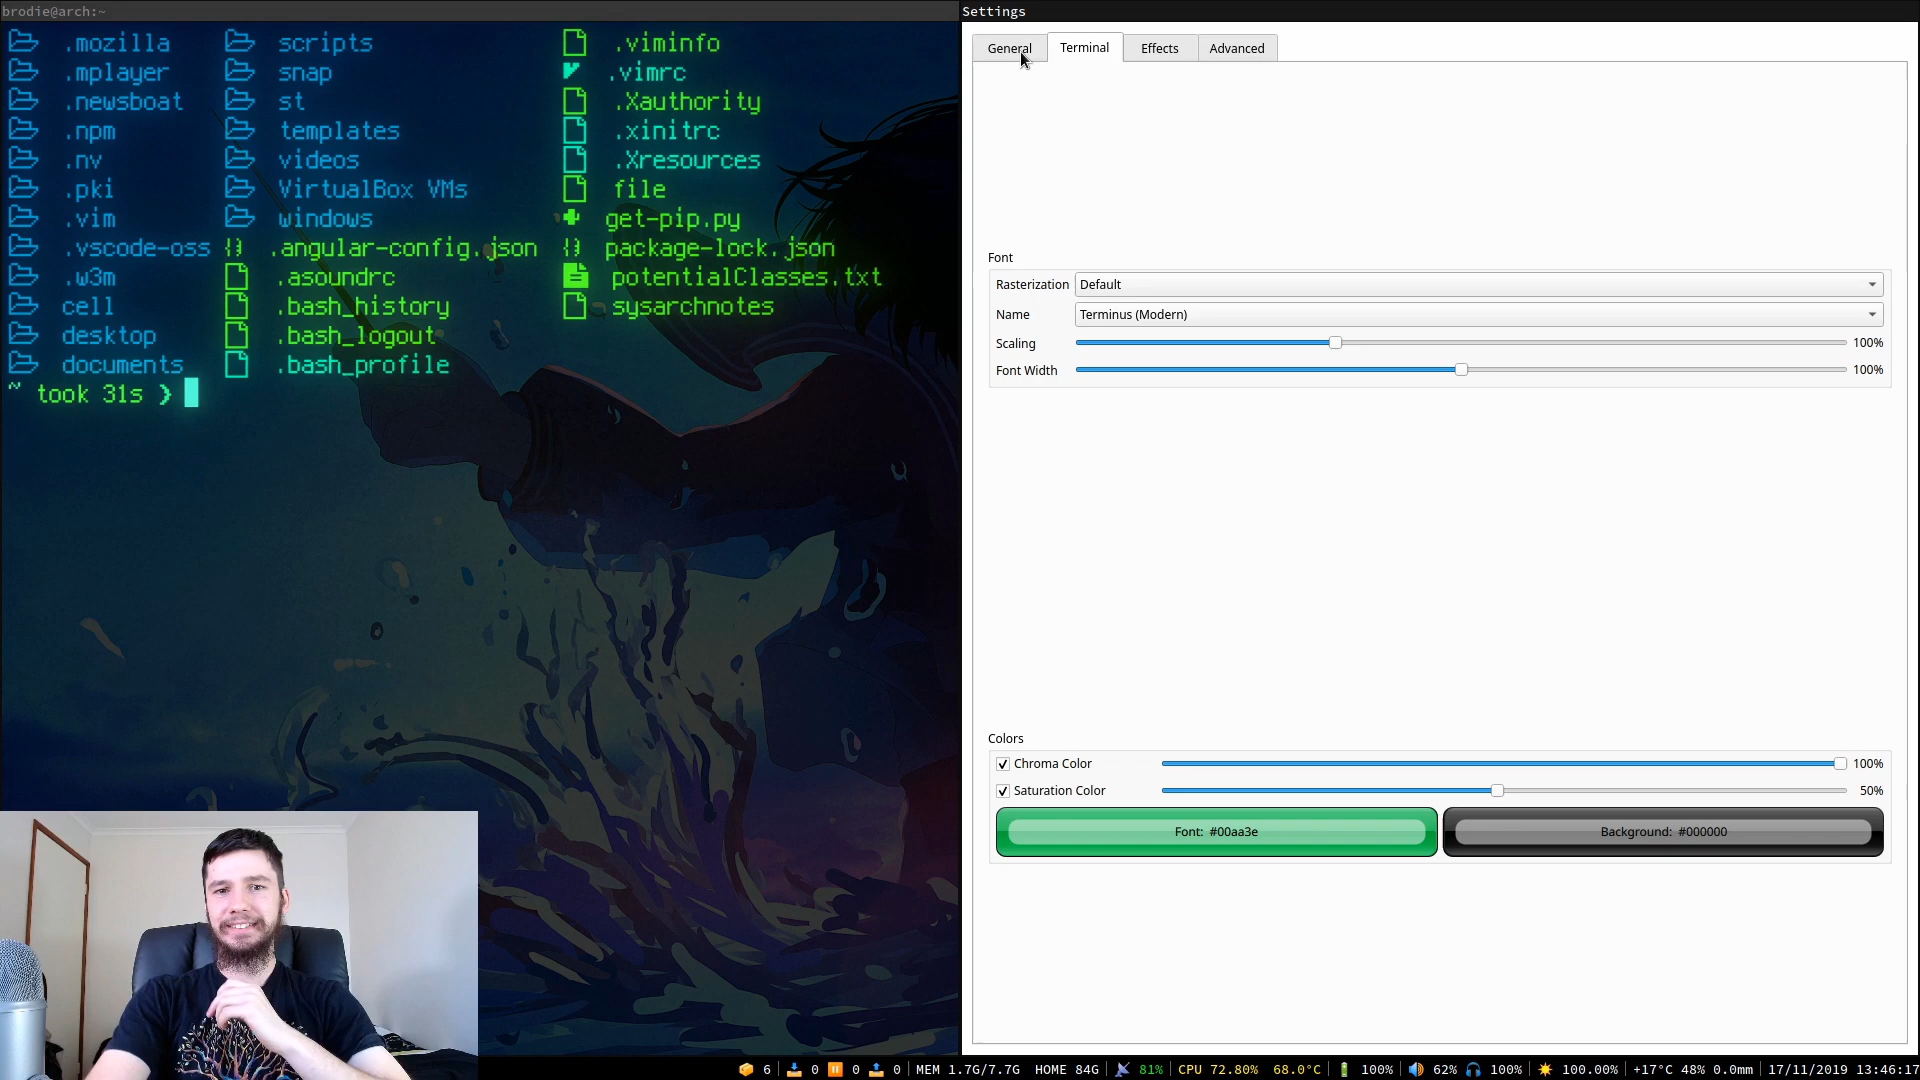 brodie@arch:~
.mozilla scripts .viminfo
.mplayer snap .vimrc
.newsboat st .Xauthority
.npm templates .xinitrc
.nv videos .Xresources
.pki VirtualBox VMs file
.vim windows get-pip.py
.vscode-oss {} .angular-config.json {} package-lock.json
.w3m .asoundrc potentialClasses.txt
cell .bash_history sysarchnotes
desktop .bash_logout
documents .bash_profile
~ took 31s ❯
Settings
General Terminal Effects Advanced
Font
Rasterization Default
Name Terminus (Modern)
Scaling 100%
Font Width 100%
Colors
Chroma Color 100%
Saturation Color 50%
Font: #00aa3e Background: #000000
6 | 0 0 0 | MEM 1.7G/7.7G HOME 84G | 81% | CPU 72.80% 68.0°C | 100% | 62% 100% | 100.00% | +17°C 48% 0.0mm | 17/11/2019 13:46:17